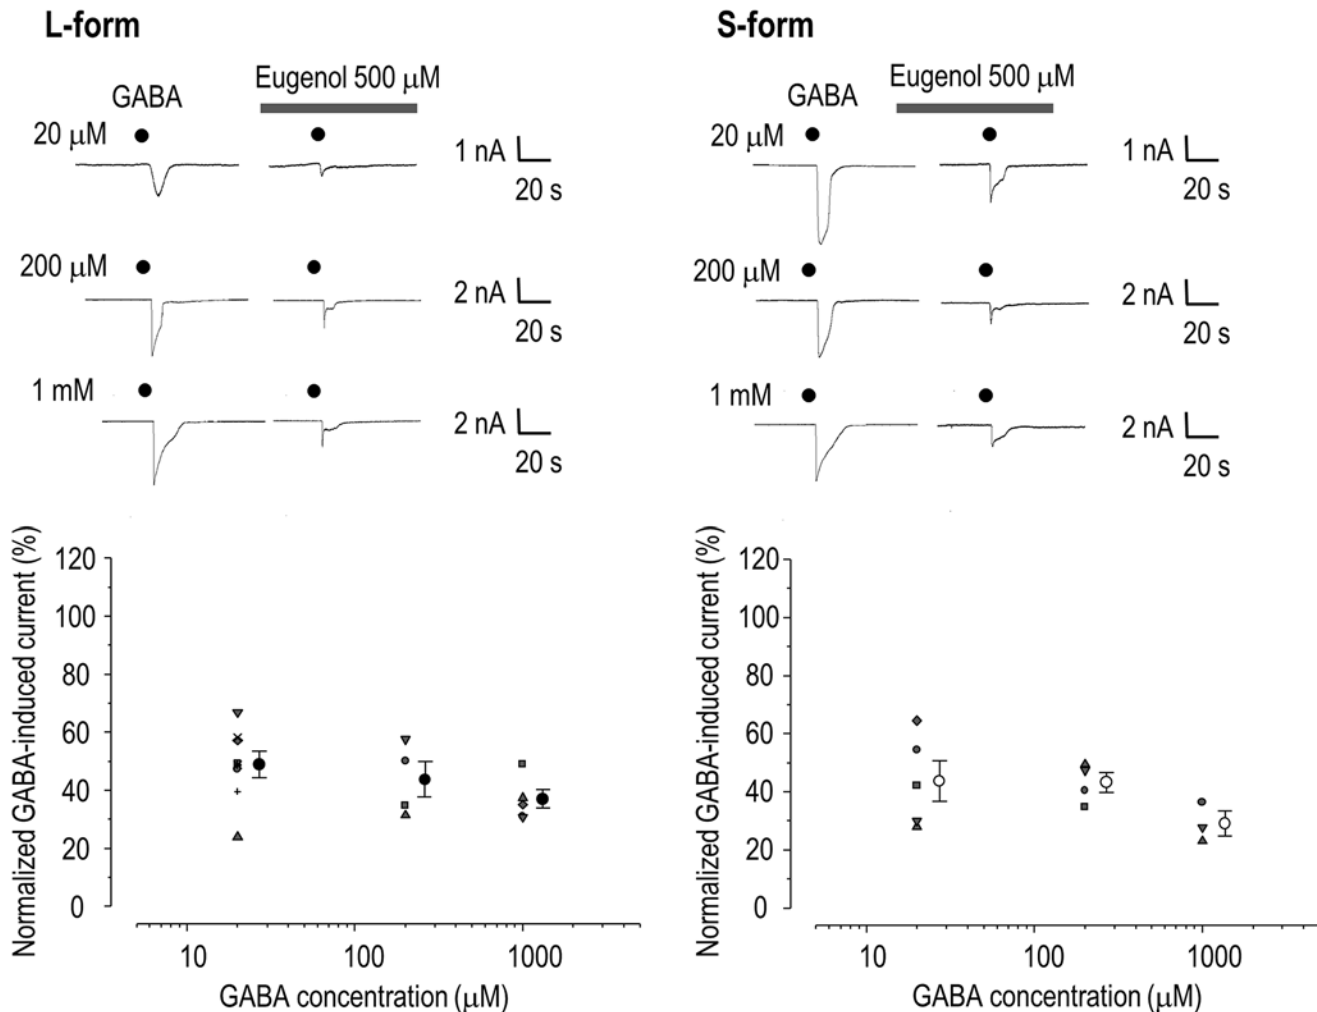 L-form
Eugenol 500 μM
GABA
20 μM
1 nA
20 s
200 μM
2 nA
20 s
1 mM
2 nA
20 s
Normalized GABA-induced current (%)
120
100
80
60
40
20
0
10
100
1000
GABA concentration (μM)
S-form
Eugenol 500 μM
GABA
20 μM
1 nA
20 s
200 μM
2 nA
20 s
1 mM
2 nA
20 s
Normalized GABA-induced current (%)
120
100
80
60
40
20
0
10
100
1000
GABA concentration (μM)